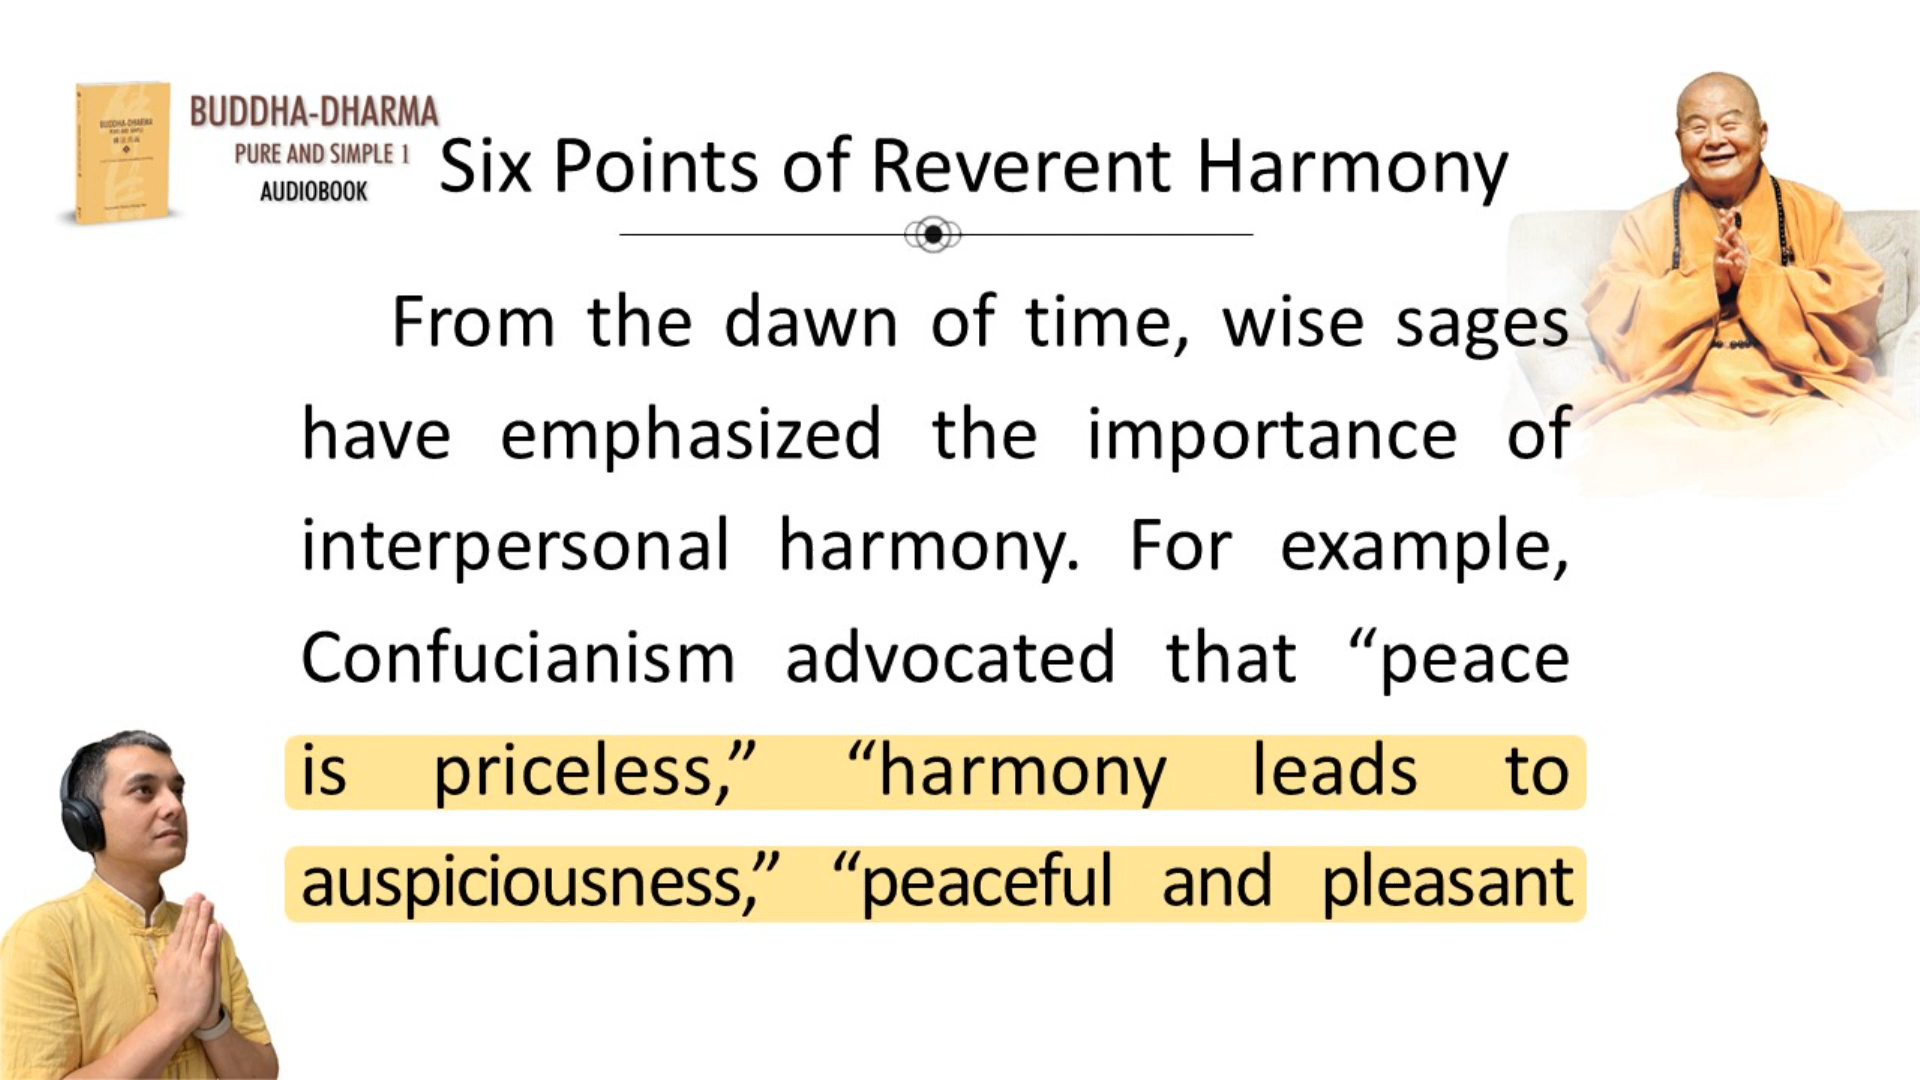 BUDDHA-DHARMA
PURE AND SIMPLE 1
AUDIOBOOK
BUDDHA-DHARMA
Six Points of Reverent Harmony
From the dawn of time, wise sages
have emphasized the importance of
interpersonal harmony. For example,
Confucianism advocated that “peace
is priceless,” “harmony leads to
auspiciousness,” “peaceful and pleasant